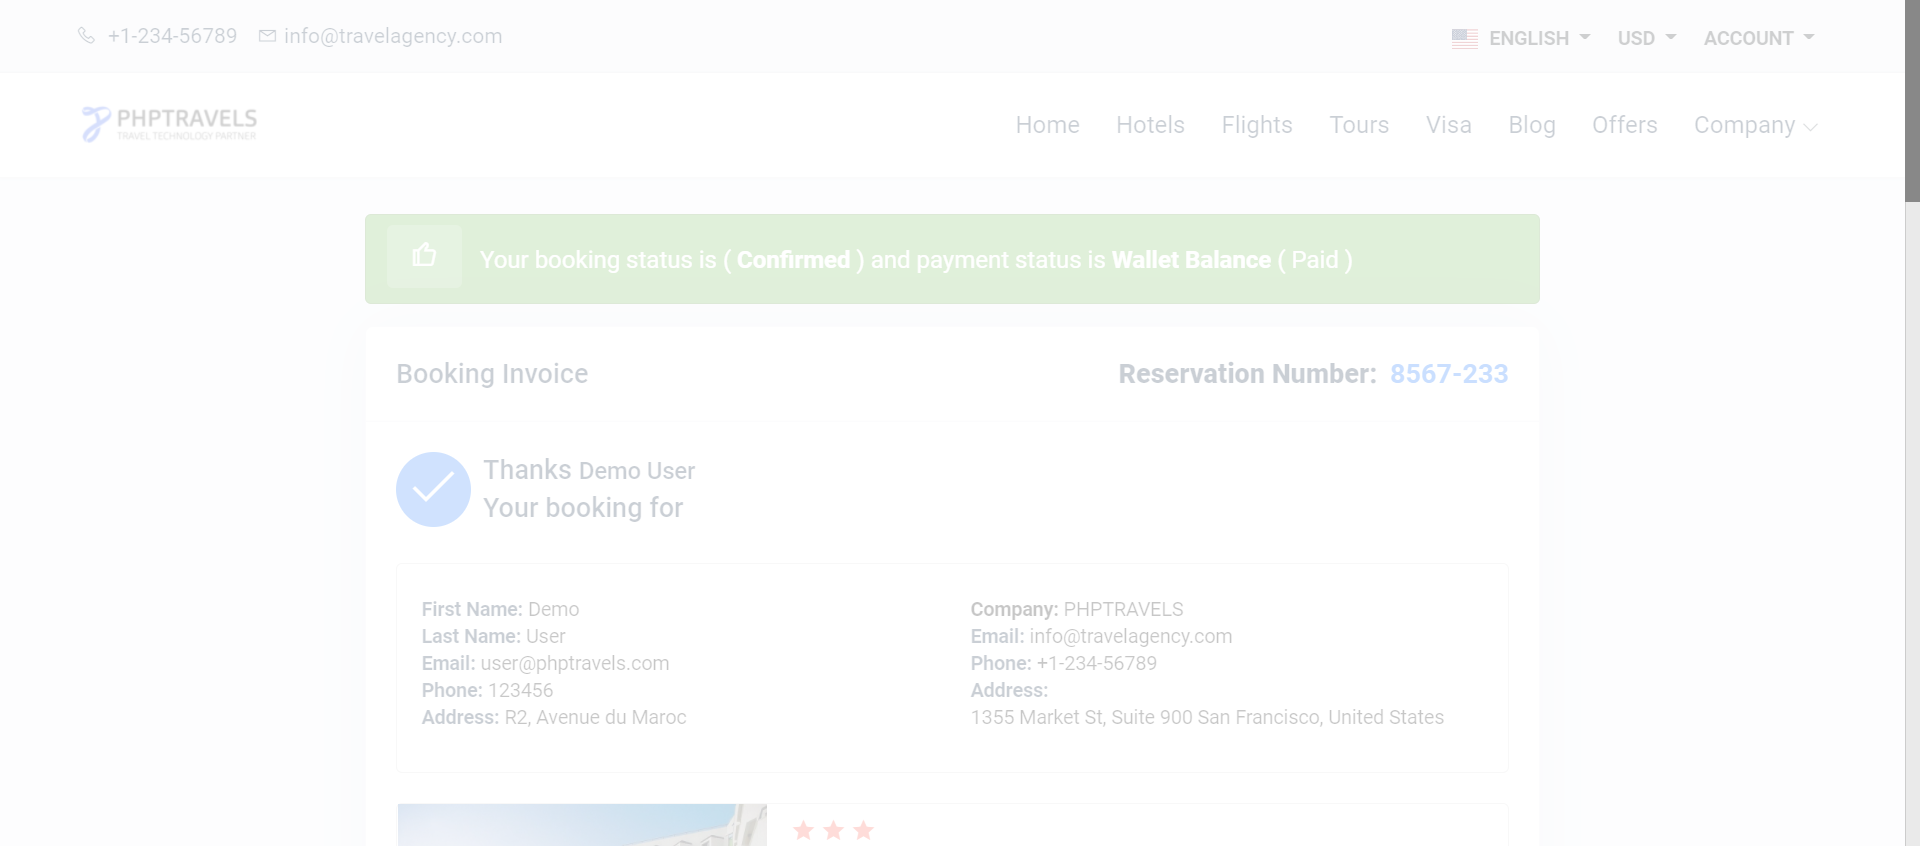 +1-234-56789 info@travelagency.com ENGLISH USD ACCOUNT
PHPTRAVELS
TRAVEL TECHNOLOGY PARTNER
Home Hotels Flights Tours Visa Blog Offers Company
Your booking status is ( Confirmed ) and payment status is Wallet Balance ( Paid )
Booking Invoice
Reservation Number: 8567-233
Thanks Demo User
Your booking for
First Name: Demo
Last Name: User
Email: user@phptravels.com
Phone: 123456
Address: R2, Avenue du Maroc
Company: PHPTRAVELS
Email: info@travelagency.com
Phone: +1-234-56789
Address:
1355 Market St, Suite 900 San Francisco, United States